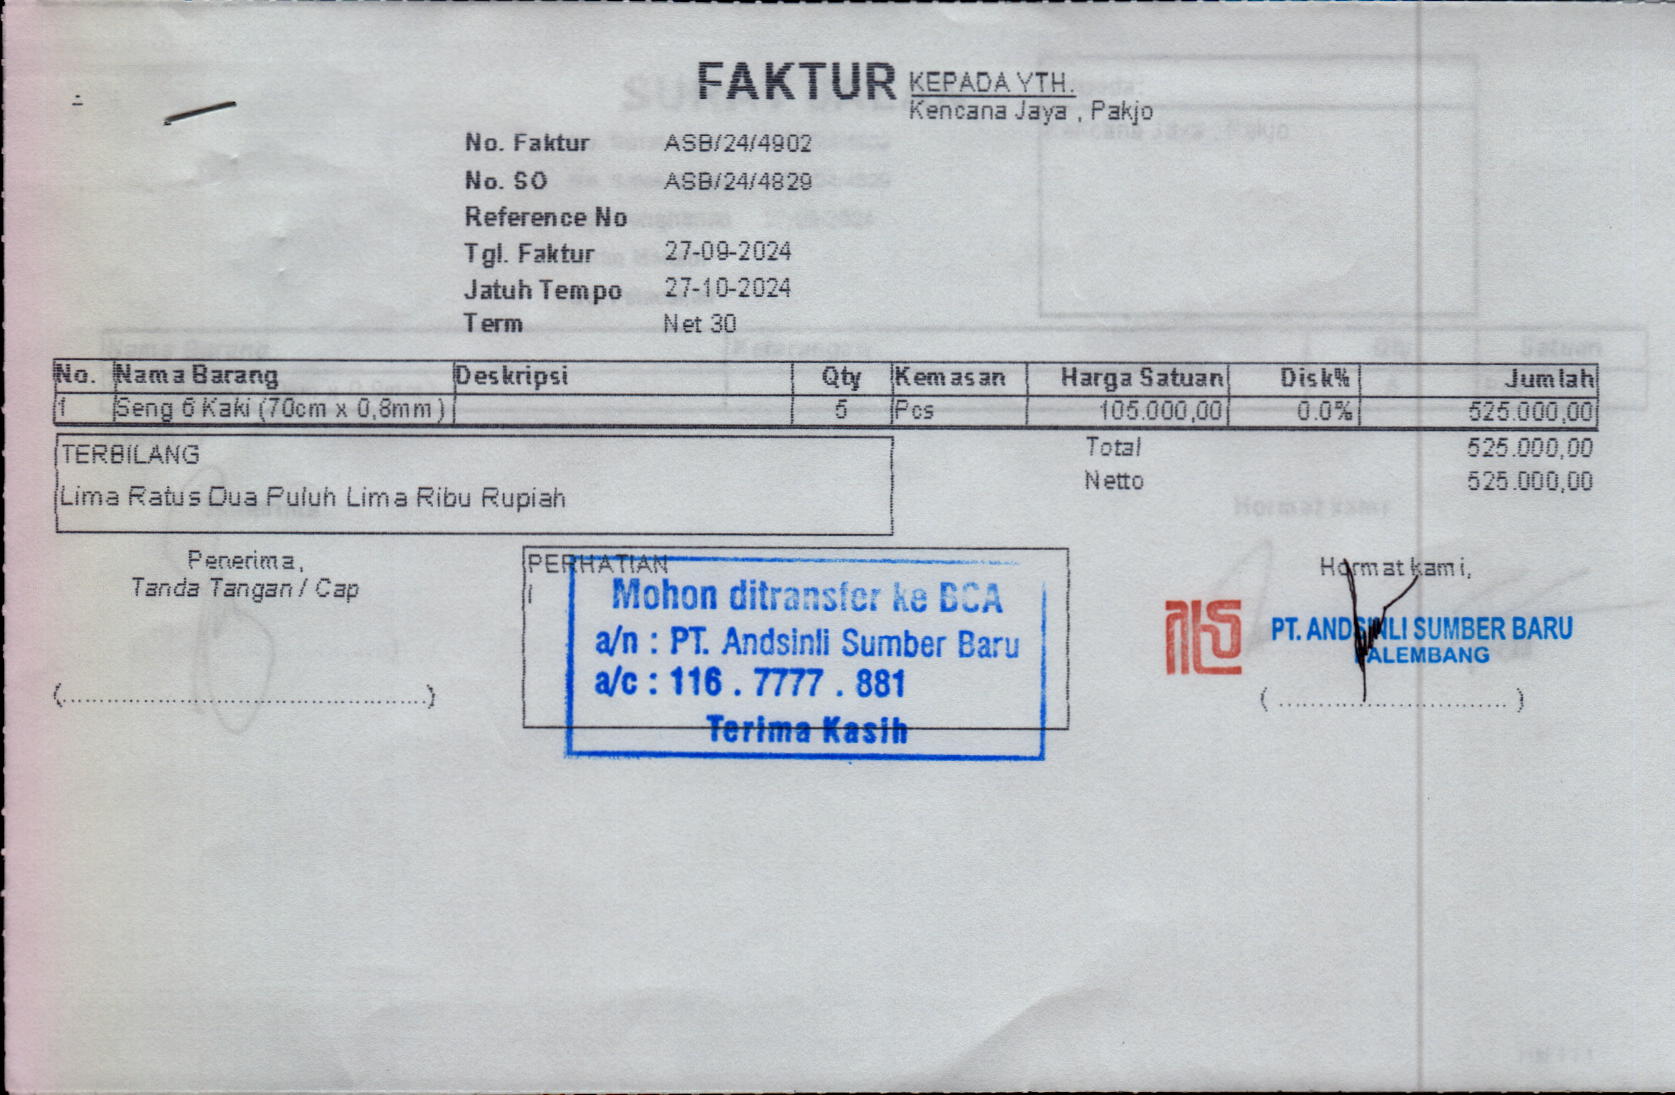 FAKTUR
KEPADA YTH.
Kencana Jaya , Pakjo
No. Faktur ASB/24/4902
No. SO ASB/24/4829
Reference No
Tgl. Faktur 27-09-2024
Jatuh Tempo 27-10-2024
Term Net 30
No. Nama Barang Deskripsi Qty Kemasan Harga Satuan Disk% Jumlah
1 Seng 6 Kaki (70cm x 0,8mm) 5 Pcs 105.000,00 0.0% 525.000,00
TERBILANG
Lima Ratus Dua Puluh Lima Ribu Rupiah
Total 525.000,00
Netto 525.000,00
Penerima,
Tanda Tangan / Cap
(................................................)
PERHATIAN
Mohon ditransfer ke BCA
a/n : PT. Andsinli Sumber Baru
a/c : 116 . 7777 . 881
Terima Kasih
Hormat kami,
PT. ANDSINLI SUMBER BARU
PALEMBANG
( .............................. )